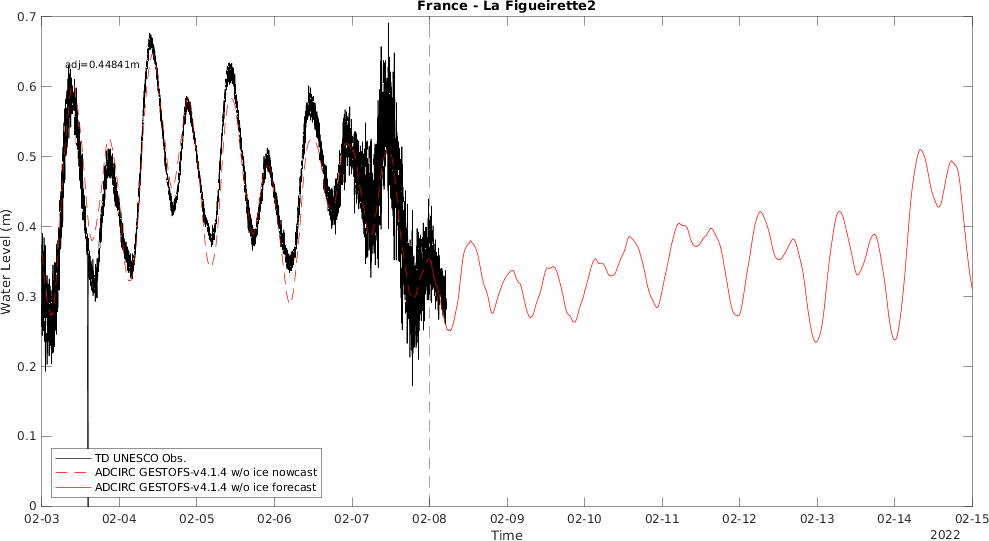 France - La Figueirette2
0.7
0.6
0.5
0.4
0.3
0.2
0.1
0
Water Level (m)
adj=0.44841m
TD UNESCO Obs.
ADCIRC GESTOFS-v4.1.4 w/o ice nowcast
ADCIRC GESTOFS-v4.1.4 w/o ice forecast
02-03 02-04 02-05 02-06 02-07 02-08 02-09 02-10 02-11 02-12 02-13 02-14 02-15
Time
2022